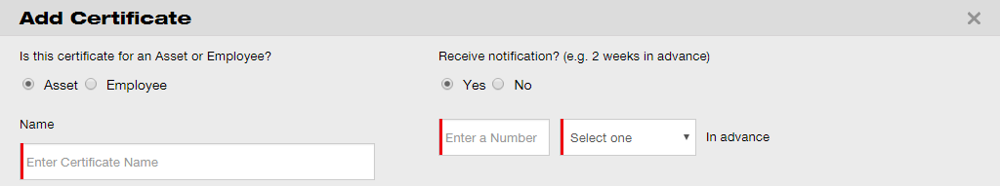 Add Certificate
Is this certificate for an Asset or Employee?
Asset Employee
Name
Enter Certificate Name
Receive notification? (e.g. 2 weeks in advance)
Yes No
Enter a Number Select one In advance